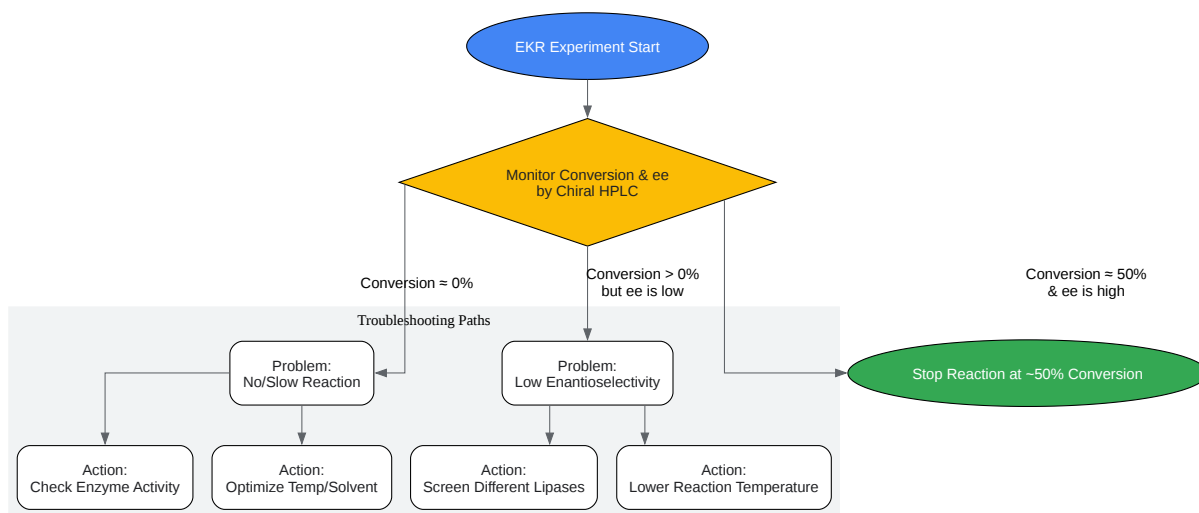 EKR Experiment Start
Monitor Conversion & ee
by Chiral HPLC
Conversion ≈ 0%
Conversion > 0%
but ee is low
Conversion ≈ 50%
& ee is high
Troubleshooting Paths
Problem:
No/Slow Reaction
Problem:
Low Enantioselectivity
Stop Reaction at ~50% Conversion
Action:
Check Enzyme Activity
Action:
Optimize Temp/Solvent
Action:
Screen Different Lipases
Action:
Lower Reaction Temperature